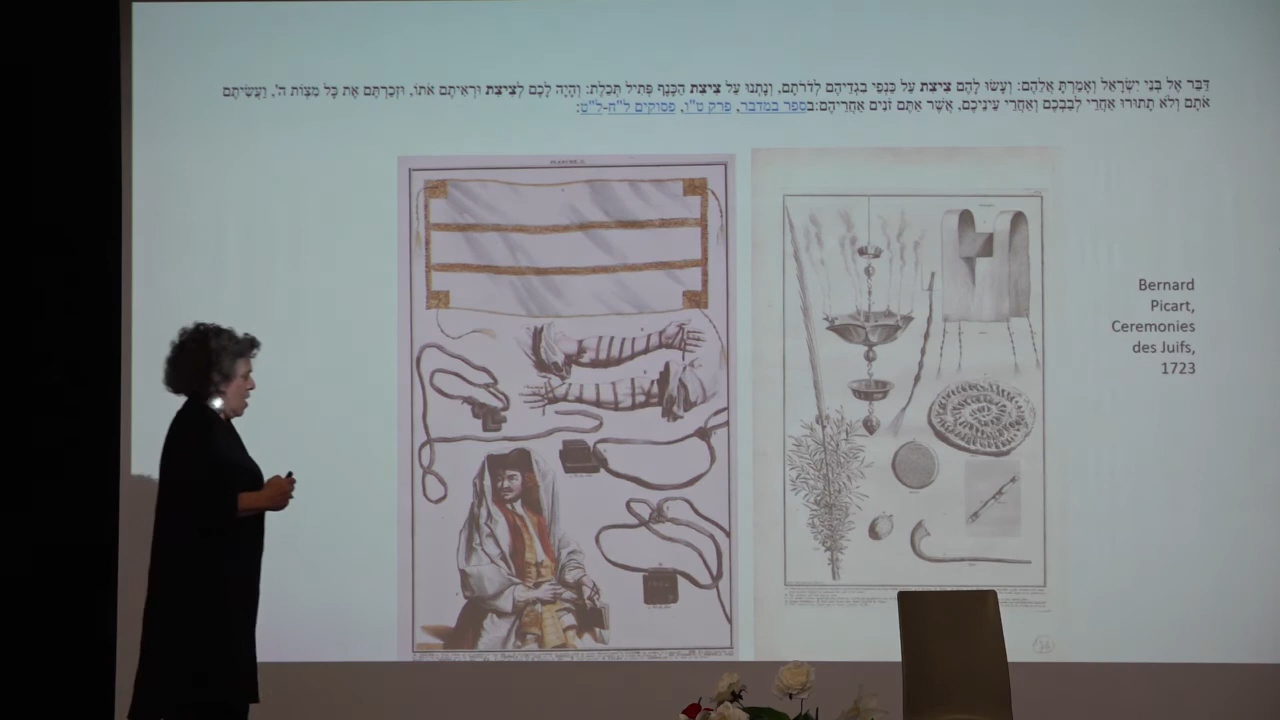 דַּבֵּר אֶל בְּנֵי יִשְׂרָאֵל וְאָמַרְתָּ אֲלֵהֶם: וְעָשׂוּ לָהֶם צִיצִת עַל כַּנְפֵי בִגְדֵיהֶם לְדֹרֹתָם, וְנָתְנוּ עַל צִיצִת הַכָּנָף פְּתִיל תְּכֵלֶת: וְהָיָה לָכֶם לְצִיצִת וּרְאִיתֶם אֹתוֹ, וּזְכַרְתֶּם אֶת כָּל מִצְוֹת ה', וַעֲשִׂיתֶם
אֹתָם וְלֹא תָתוּרוּ אַחֲרֵי לְבַבְכֶם וְאַחֲרֵי עֵינֵיכֶם, אֲשֶׁר אַתֶּם זֹנִים אַחֲרֵיהֶם:בספר במדבר, פרק ט"ו, פסוקים ל"ח-ל"ט:
Bernard
Picart,
Ceremonies
des Juifs,
1723